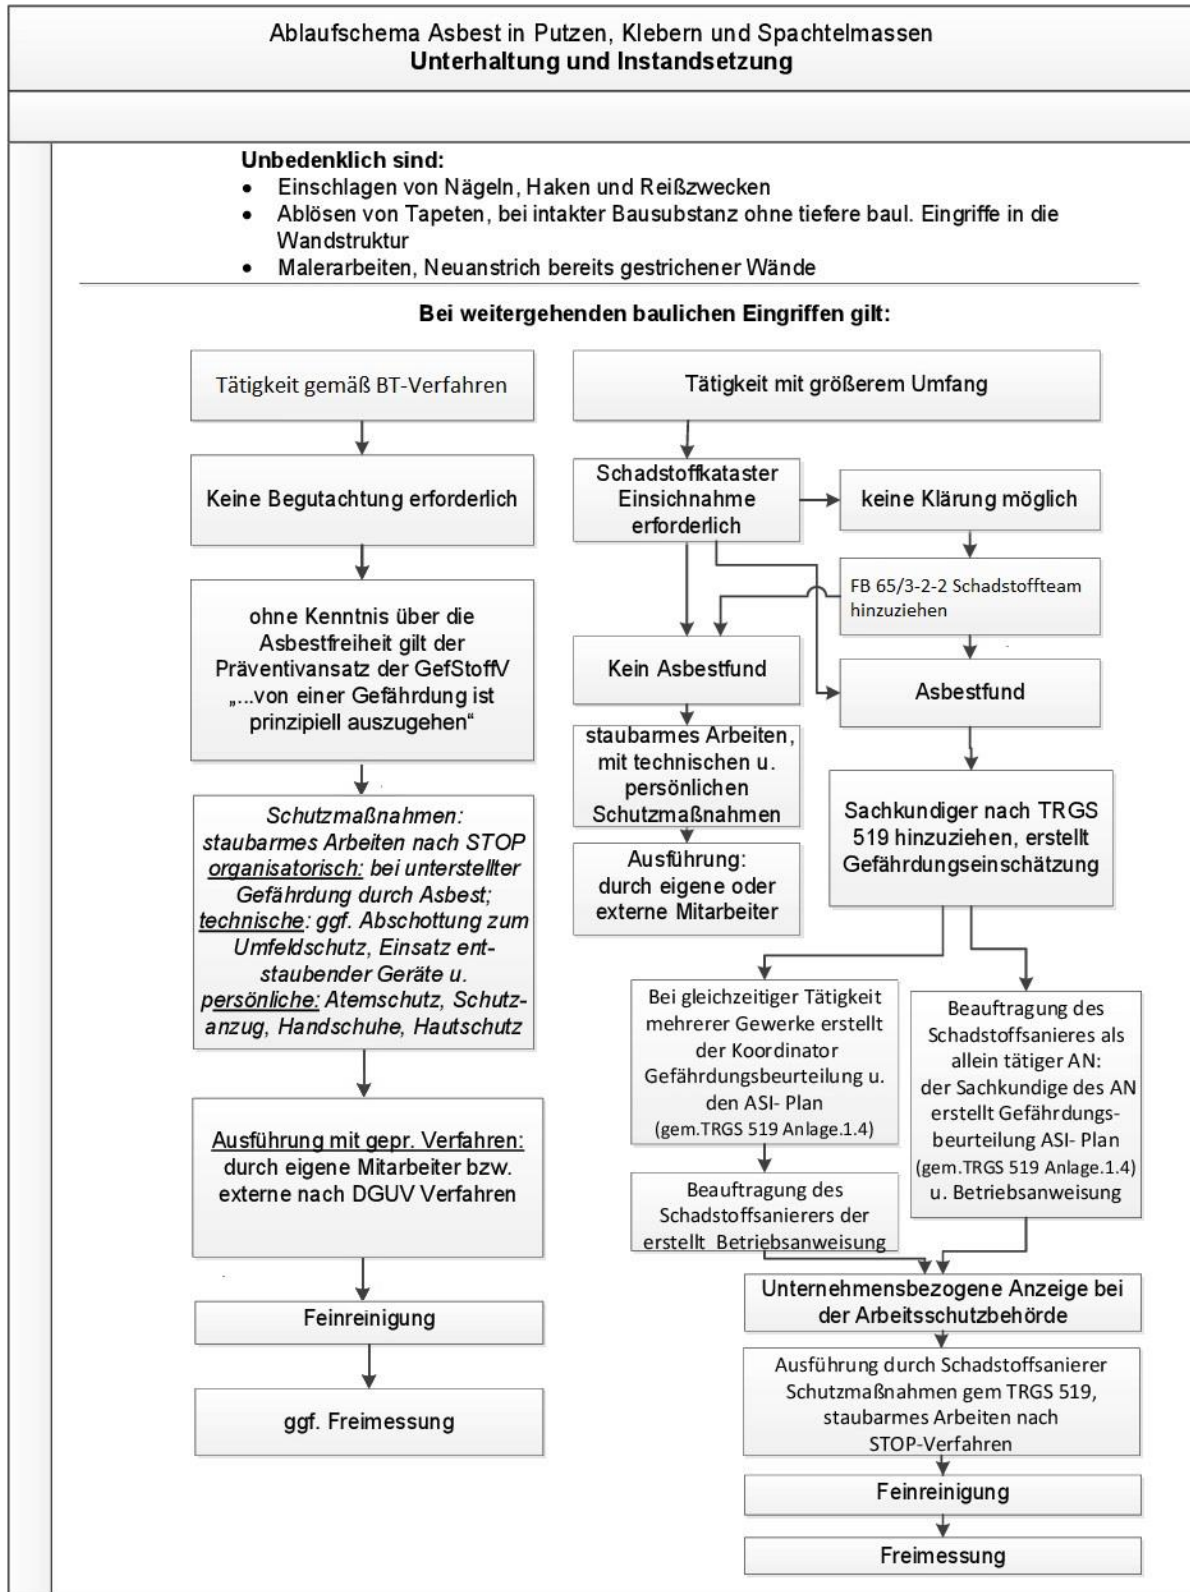 Ablaufschema Asbest in Putzen, Klebern und Spachtelmassen
Unterhaltung und Instandsetzung
Unbedenklich sind:
• Einschlagen von Nägeln, Haken und Reißzwecken
• Ablösen von Tapeten, bei intakter Bausubstanz ohne tiefere baul. Eingriffe in die
Wandstruktur
• Malerarbeiten, Neuanstrich bereits gestrichener Wände
Bei weitergehenden baulichen Eingriffen gilt:
Tätigkeit gemäß BT-Verfahren
Keine Begutachtung erforderlich
ohne Kenntnis über die
Asbestfreiheit gilt der
Präventivansatz der GefStoffV
„...von einer Gefährdung ist
prinzipiell auszugehen“
Schutzmaßnahmen:
staubarmes Arbeiten nach STOP
organisatorisch: bei unterstellter
Gefährdung durch Asbest;
technische: ggf. Abschottung zum
Umfeldschutz, Einsatz ent-
staubender Geräte u.
persönliche: Atemschutz, Schutz-
anzug, Handschuhe, Hautschutz
Ausführung mit gepr. Verfahren:
durch eigene Mitarbeiter bzw.
externe nach DGUV Verfahren
Feinreinigung
ggf. Freimessung
Tätigkeit mit größerem Umfang
Schadstoffkataster
Einsichnahme
erforderlich
keine Klärung möglich
FB 65/3-2-2 Schadstoffteam
hinzuziehen
Kein Asbestfund
Asbestfund
staubarmes Arbeiten,
mit technischen u.
persönlichen
Schutzmaßnahmen
Ausführung:
durch eigene oder
externe Mitarbeiter
Sachkundiger nach TRGS
519 hinzuziehen, erstellt
Gefährdungseinschätzung
Bei gleichzeitiger Tätigkeit
mehrerer Gewerke erstellt
der Koordinator
Gefährdungsbeurteilung u.
den ASI- Plan
(gem.TRGS 519 Anlage.1.4)
Beauftragung des
Schadstoffsanierers der
erstellt Betriebsanweisung
Beauftragung des
Schadstoffsanieres als
allein tätiger AN:
der Sachkundige des AN
erstellt Gefährdungs-
beurteilung ASI- Plan
(gem.TRGS 519 Anlage.1.4)
u. Betriebsanweisung
Unternehmensbezogene Anzeige bei
der Arbeitsschutzbehörde
Ausführung durch Schadstoffsanierer
Schutzmaßnahmen gem TRGS 519,
staubarmes Arbeiten nach
STOP-Verfahren
Feinreinigung
Freimessung